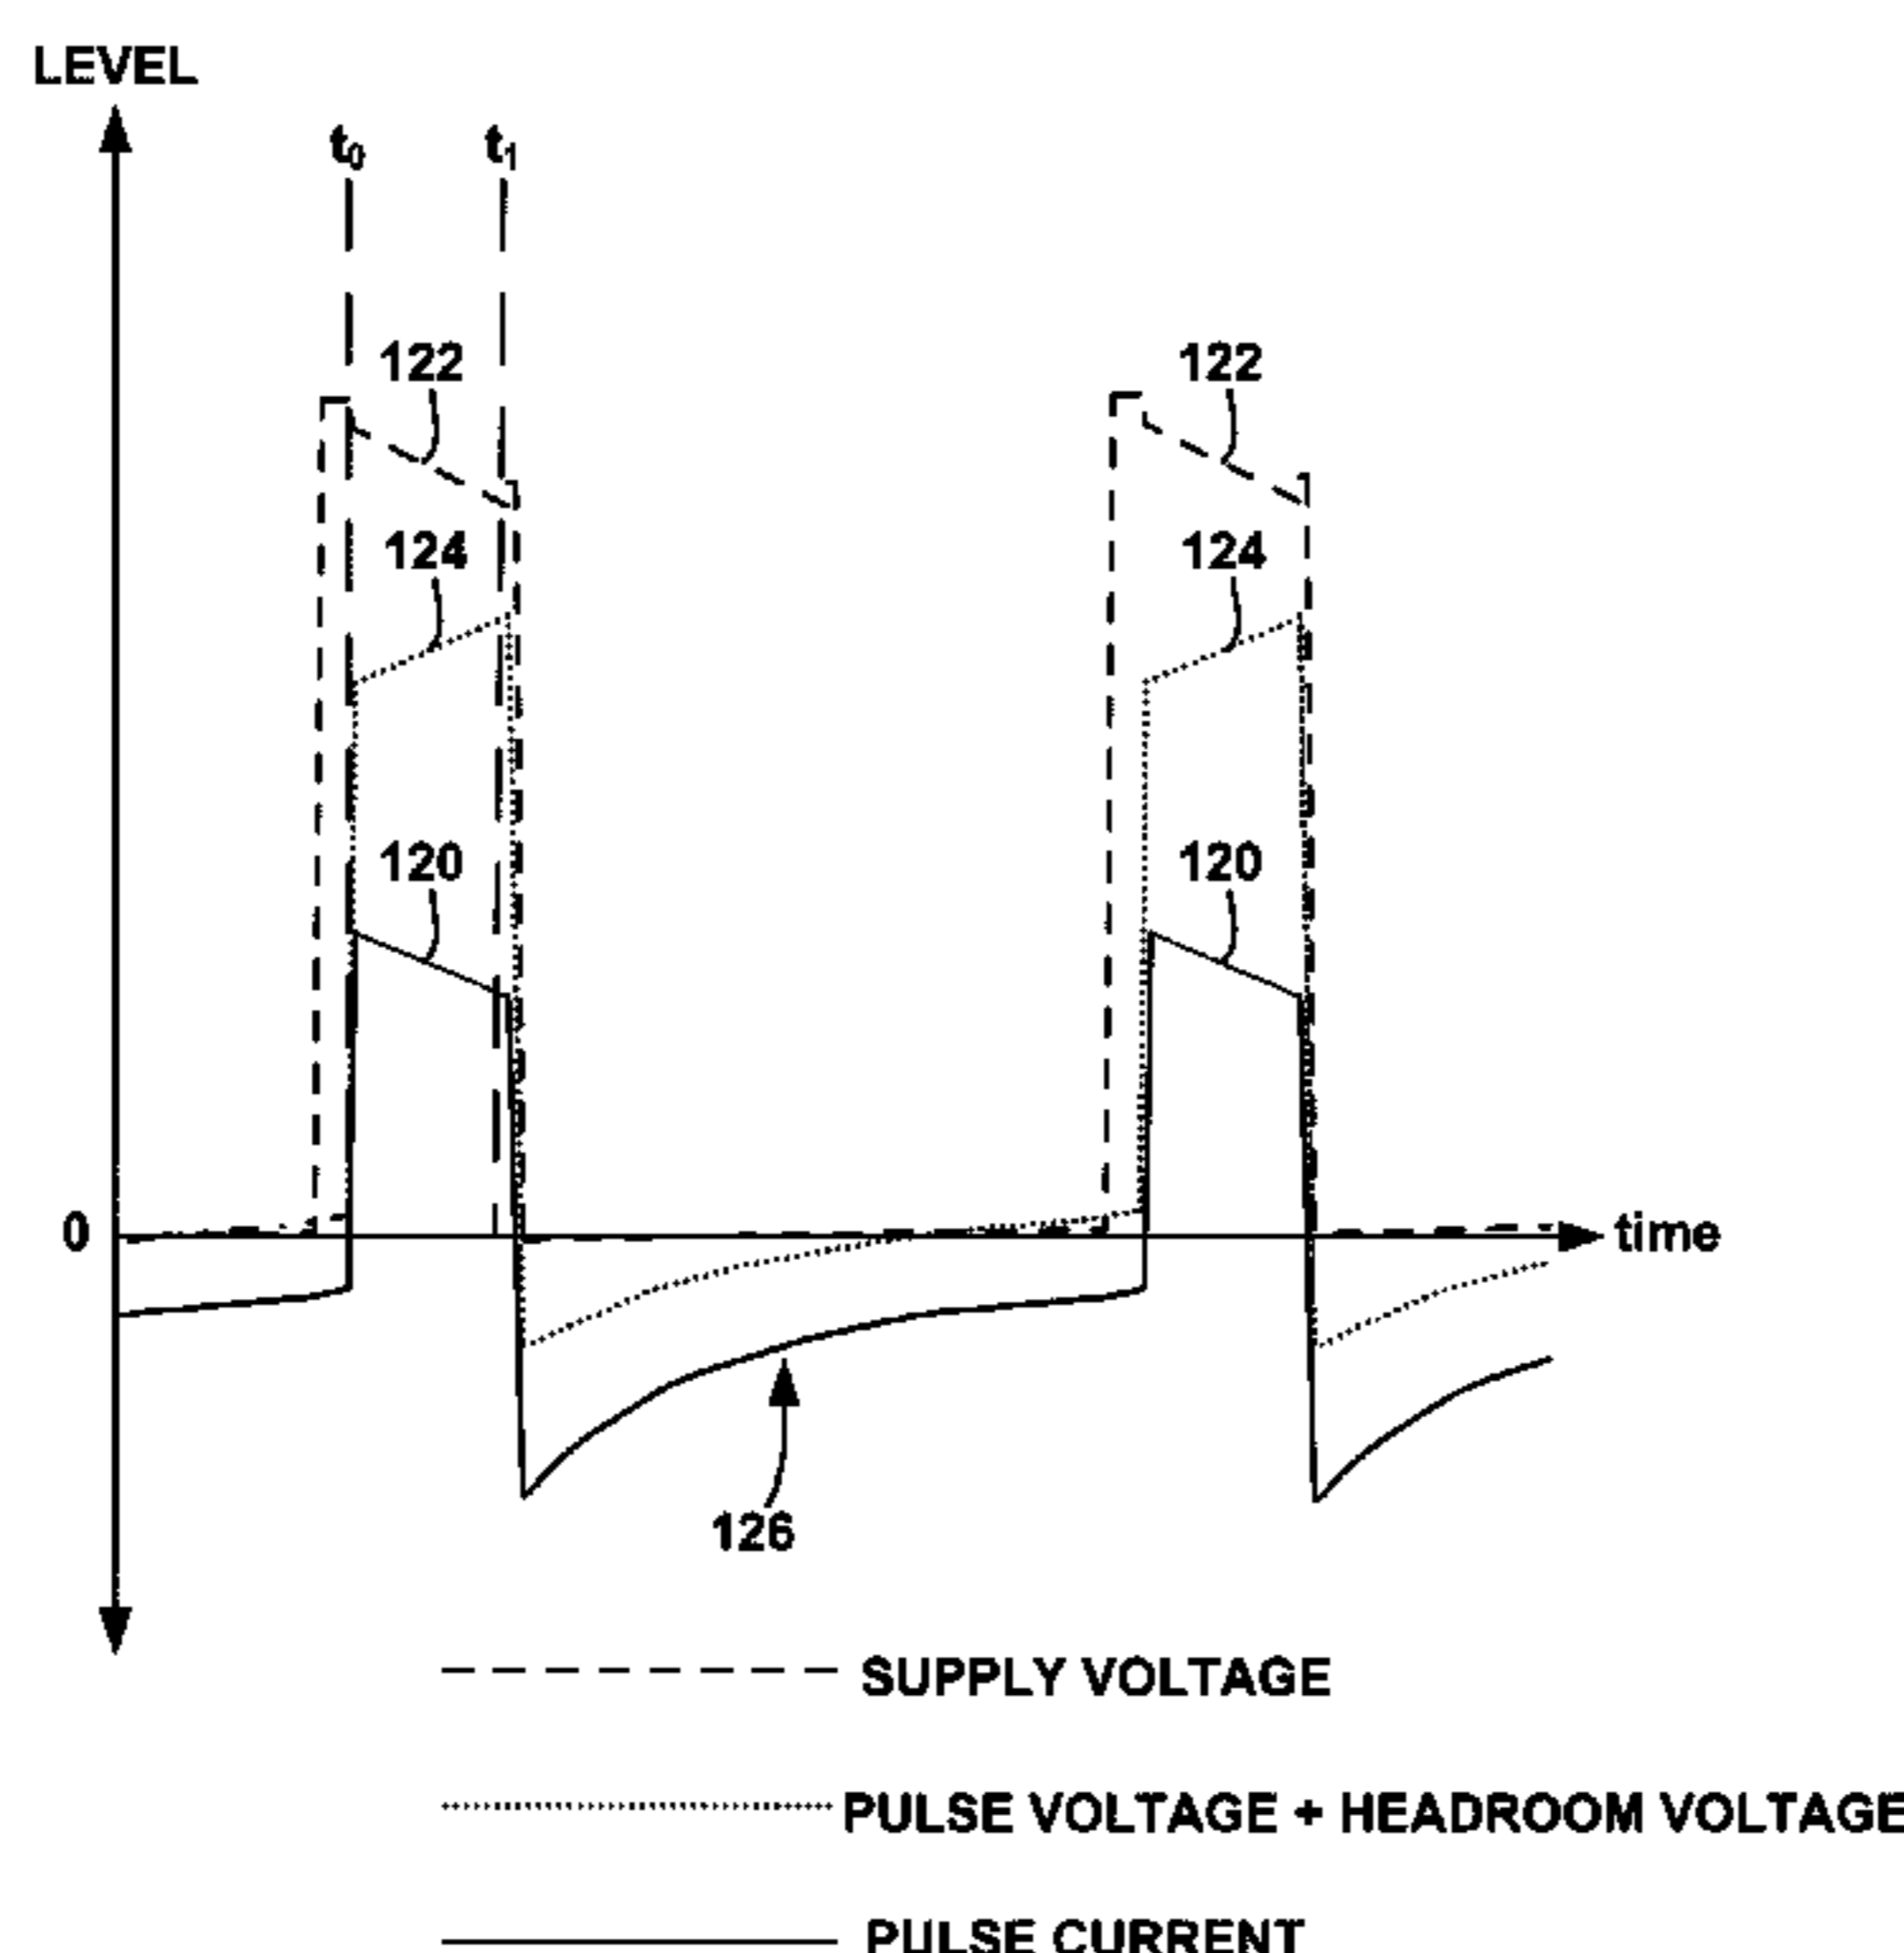 LEVEL
t0 t1
122 122
124 124
120 120
0 time
126
SUPPLY VOLTAGE
PULSE VOLTAGE + HEADROOM VOLTAGE
PULSE CURRENT